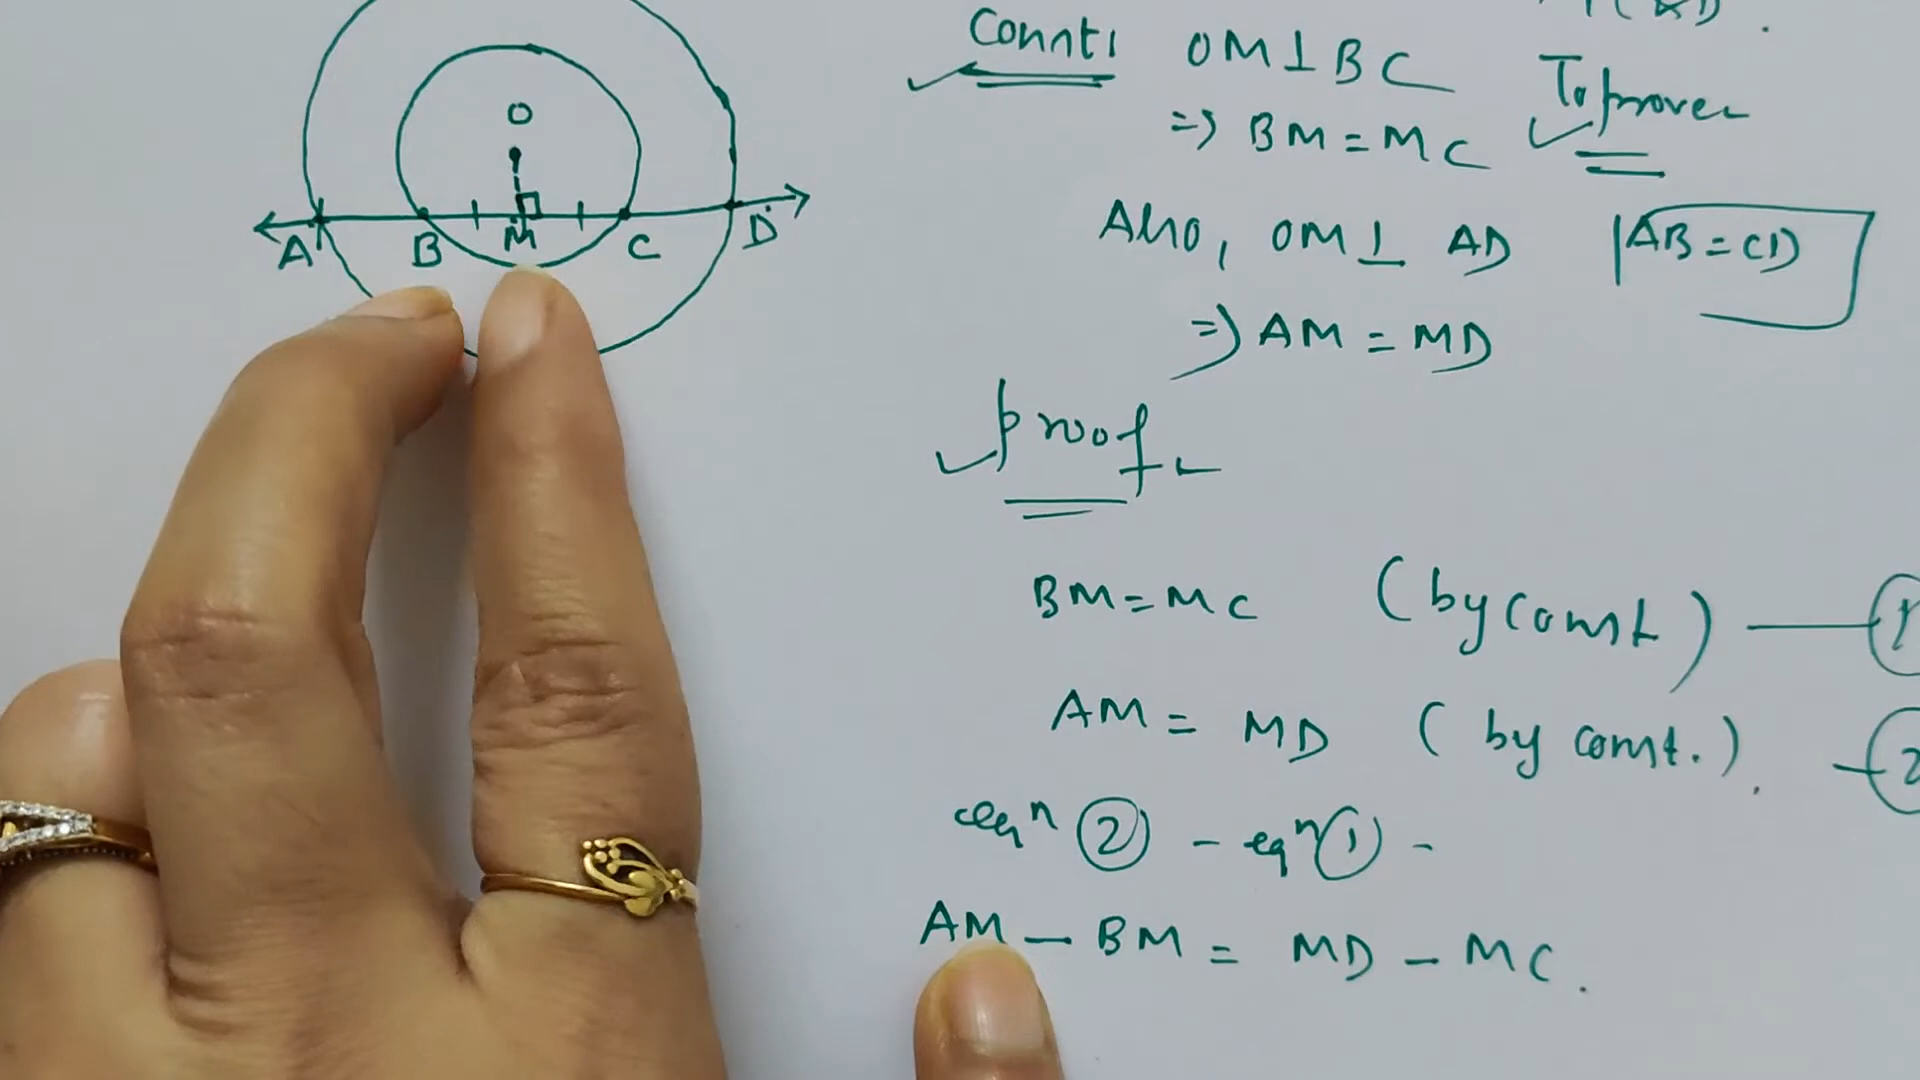 O
A B M C D
Const: OM⊥BC
=> BM=MC
To prove:
Also, OM⊥ AD
AB=CD
=> AM = MD
Proof:-
BM=MC (by const) — 1
AM = MD (by const.) — 2
eqn 2 - eqn 1 -
AM - BM = MD - MC.